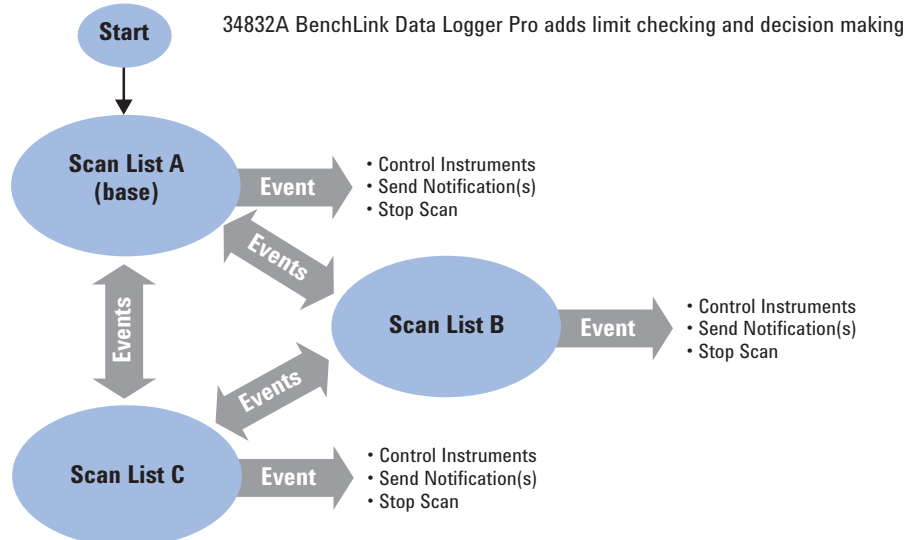 Start
34832A BenchLink Data Logger Pro adds limit checking and decision making
Scan List A
(base)
Event
• Control Instruments
• Send Notification(s)
• Stop Scan
Events
Events
Scan List B
Event
• Control Instruments
• Send Notification(s)
• Stop Scan
Events
Scan List C
Event
• Control Instruments
• Send Notification(s)
• Stop Scan